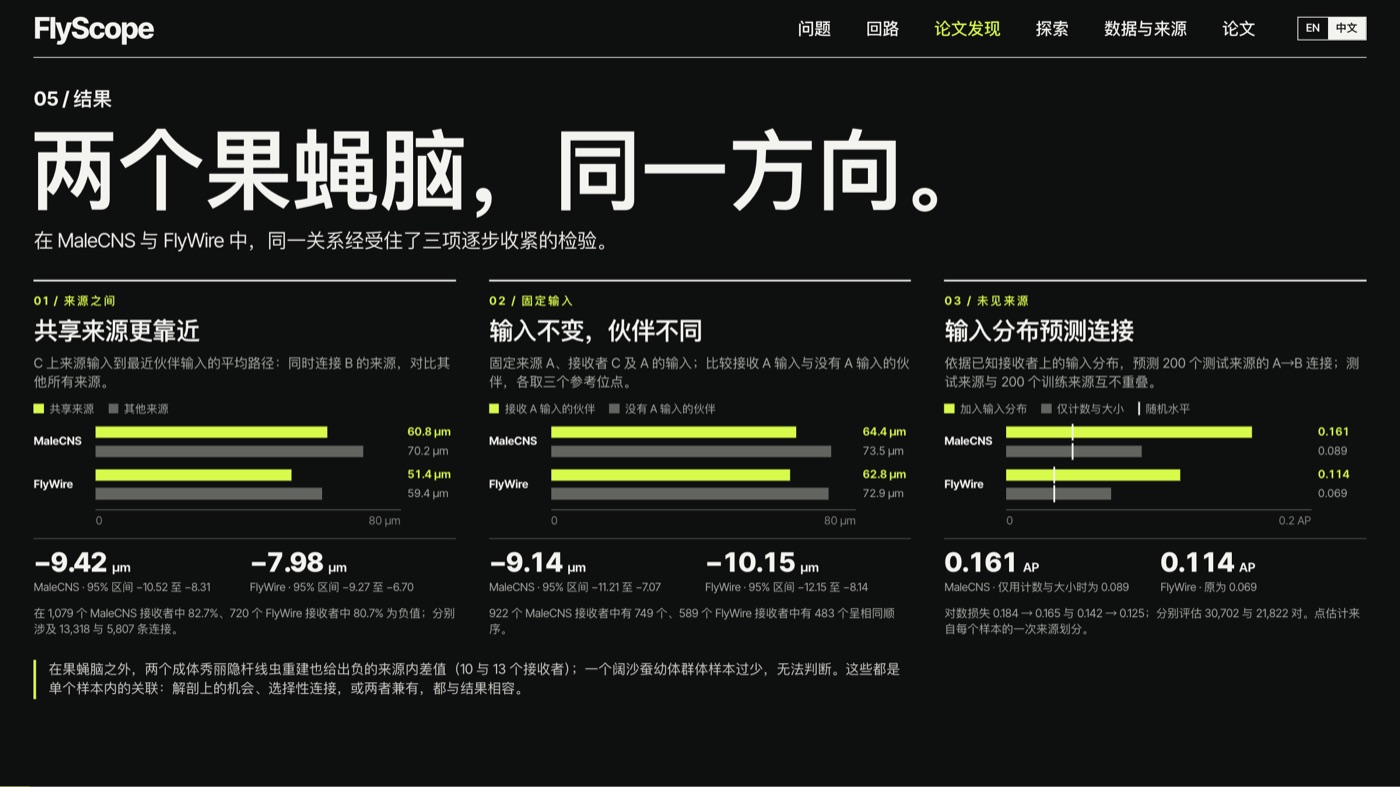 FlyScope
问题 回路 论文发现 探索 数据与来源 论文 EN 中文
05 / 结果
两个果蝇脑，同一方向。
在 MaleCNS 与 FlyWire 中，同一关系经受住了三项逐步收紧的检验。
01 / 来源之间
共享来源更靠近
C 上来源输入到最近伙伴输入的平均路径：同时连接 B 的来源，对比其
他所有来源。
共享来源 其他来源
MaleCNS 60.8 μm
70.2 μm
FlyWire 51.4 μm
59.4 μm
0 80 μm
−9.42 μm −7.98 μm
MaleCNS · 95% 区间 −10.52 至 −8.31 FlyWire · 95% 区间 −9.27 至 −6.70
在 1,079 个 MaleCNS 接收者中 82.7%、720 个 FlyWire 接收者中 80.7% 为负值；分别
涉及 13,318 与 5,807 条连接。
02 / 固定输入
输入不变，伙伴不同
固定来源 A、接收者 C 及 A 的输入；比较接收 A 输入与没有 A 输入的伙
伴，各取三个参考位点。
接收 A 输入的伙伴 没有 A 输入的伙伴
MaleCNS 64.4 μm
73.5 μm
FlyWire 62.8 μm
72.9 μm
0 80 μm
−9.14 μm −10.15 μm
MaleCNS · 95% 区间 −11.21 至 −7.07 FlyWire · 95% 区间 −12.15 至 −8.14
922 个 MaleCNS 接收者中有 749 个、589 个 FlyWire 接收者中有 483 个呈相同顺
序。
03 / 未见来源
输入分布预测连接
依据已知接收者上的输入分布，预测 200 个测试来源的 A→B 连接；测
试来源与 200 个训练来源互不重叠。
加入输入分布 仅计数与大小 随机水平
MaleCNS 0.161
0.089
FlyWire 0.114
0.069
0 0.2 AP
0.161 AP 0.114 AP
MaleCNS · 仅用计数与大小时为 0.089 FlyWire · 原为 0.069
对数损失 0.184 → 0.165 与 0.142 → 0.125；分别评估 30,702 与 21,822 对。点估计来
自每个样本的一次来源划分。
在果蝇脑之外，两个成体秀丽隐杆线虫重建也给出负的来源内差值（10 与 13 个接收者）；一个阔沙蚕幼体群体样本过少，无法判断。这些都是
单个样本内的关联：解剖上的机会、选择性连接，或两者兼有，都与结果相容。